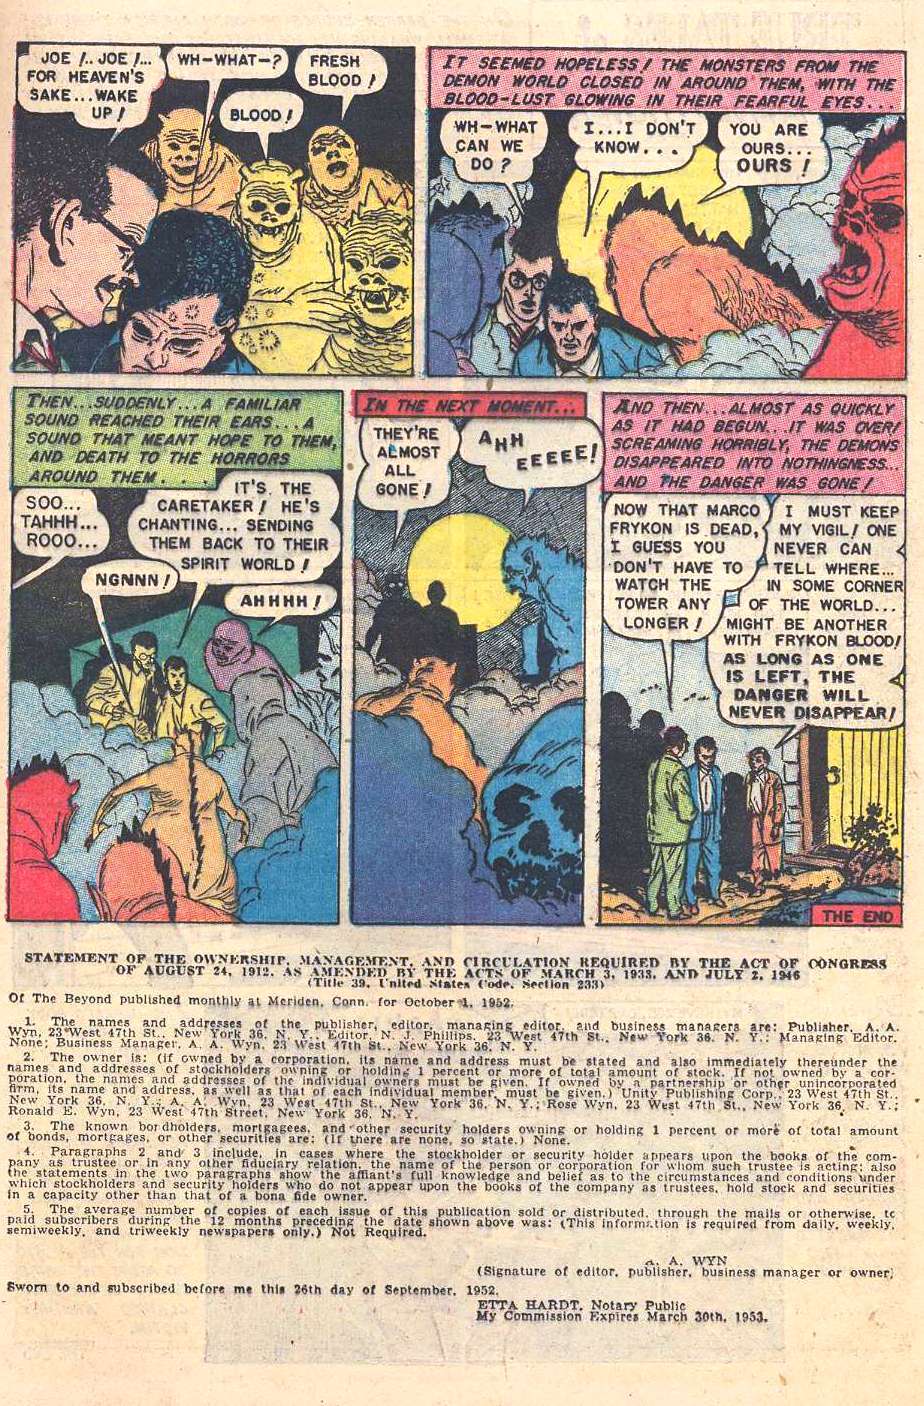 JOE!..JOE!...
FOR HEAVEN'S
SAKE...WAKE
UP!
WH-WHAT-?
BLOOD!
FRESH
BLOOD!
IT SEEMED HOPELESS! THE MONSTERS FROM THE
DEMON WORLD CLOSED IN AROUND THEM, WITH THE
BLOOD-LUST GLOWING IN THEIR FEARFUL EYES...
WH-WHAT
CAN WE
DO?
I...I DON'T
KNOW...
YOU ARE
OURS...
OURS!
THEN...SUDDENLY...A FAMILIAR
SOUND REACHED THEIR EARS...A
SOUND THAT MEANT HOPE TO THEM,
AND DEATH TO THE HORRORS
AROUND THEM....
SOO...
TAHHH...
ROOO...
IT'S THE
CARETAKER! HE'S
CHANTING... SENDING
THEM BACK TO THEIR
SPIRIT WORLD!
NGNNN!
AHHHH!
IN THE NEXT MOMENT...
THEY'RE
ALMOST
ALL
GONE!
AHH
EEEEE!
AND THEN...ALMOST AS QUICKLY
AS IT HAD BEGUN...IT WAS OVER!
SCREAMING HORRIBLY, THE DEMONS
DISAPPEARED INTO NOTHINGNESS...
AND THE DANGER WAS GONE!
NOW THAT MARCO
FRYKON IS DEAD,
I GUESS YOU
DON'T HAVE TO
WATCH THE
TOWER ANY
LONGER!
I MUST KEEP
MY VIGIL! ONE
NEVER CAN
TELL WHERE...
IN SOME CORNER
OF THE WORLD...
MIGHT BE ANOTHER
WITH FRYKON BLOOD!
AS LONG AS ONE
IS LEFT, THE
DANGER WILL
NEVER DISAPPEAR!
THE END
STATEMENT OF THE OWNERSHIP, MANAGEMENT, AND CIRCULATION REQUIRED BY THE ACT OF CONGRESS
OF AUGUST 24, 1912, AS AMENDED BY THE ACTS OF MARCH 3, 1933, AND JULY 2, 1946
(Title 39, United States Code, Section 233)
Of The Beyond published monthly at Meriden, Conn. for October 1, 1952.
1. The names and addresses of the publisher, editor, managing editor, and business managers are: Publisher, A. A.
Wyn, 23 West 47th St., New York 36, N. Y., Editor, N. J. Phillips, 23 West 47th St., New York 36, N. Y.; Managing Editor,
None; Business Manager, A. A. Wyn, 23 West 47th St., New York 36, N. Y.
2. The owner is: (if owned by a corporation, its name and address must be stated and also immediately thereunder the
names and addresses of stockholders owning or holding 1 percent or more of total amount of stock. If not owned by a cor-
poration, the names and addresses of the individual owners must be given. If owned by a partnership or other unincorporated
firm, its name and address, as well as that of each individual member, must be given.) Unity Publishing Corp., 23 West 47th St.,
New York 36, N. Y.; A. A. Wyn, 23 West 47th St., New York 36, N. Y.; Rose Wyn, 23 West 47th St., New York 36, N. Y.;
Ronald E. Wyn, 23 West 47th Street, New York 36, N. Y.
3. The known bordholders, mortgagees, and other security holders owning or holding 1 percent or more of total amount
of bonds, mortgages, or other securities are: (If there are none, so state.) None.
4. Paragraphs 2 and 3 include, in cases where the stockholder or security holder appears upon the books of the com-
pany as trustee or in any other fiduciary relation, the name of the person or corporation for whom such trustee is acting; also
the statements in the two paragraphs show the affiant's full knowledge and belief as to the circumstances and conditions under
which stockholders and security holders who do not appear upon the books of the company as trustees, hold stock and securities
in a capacity other than that of a bona fide owner.
5. The average number of copies of each issue of this publication sold or distributed, through the mails or otherwise, to
paid subscribers during the 12 months preceding the date shown above was: (This information is required from daily, weekly,
semiweekly, and triweekly newspapers only.) Not Required.
A. A. WYN
(Signature of editor, publisher, business manager or owner)
Sworn to and subscribed before me this 26th day of September, 1952.
ETTA HARDT, Notary Public
My Commission Expires March 30th, 1953.